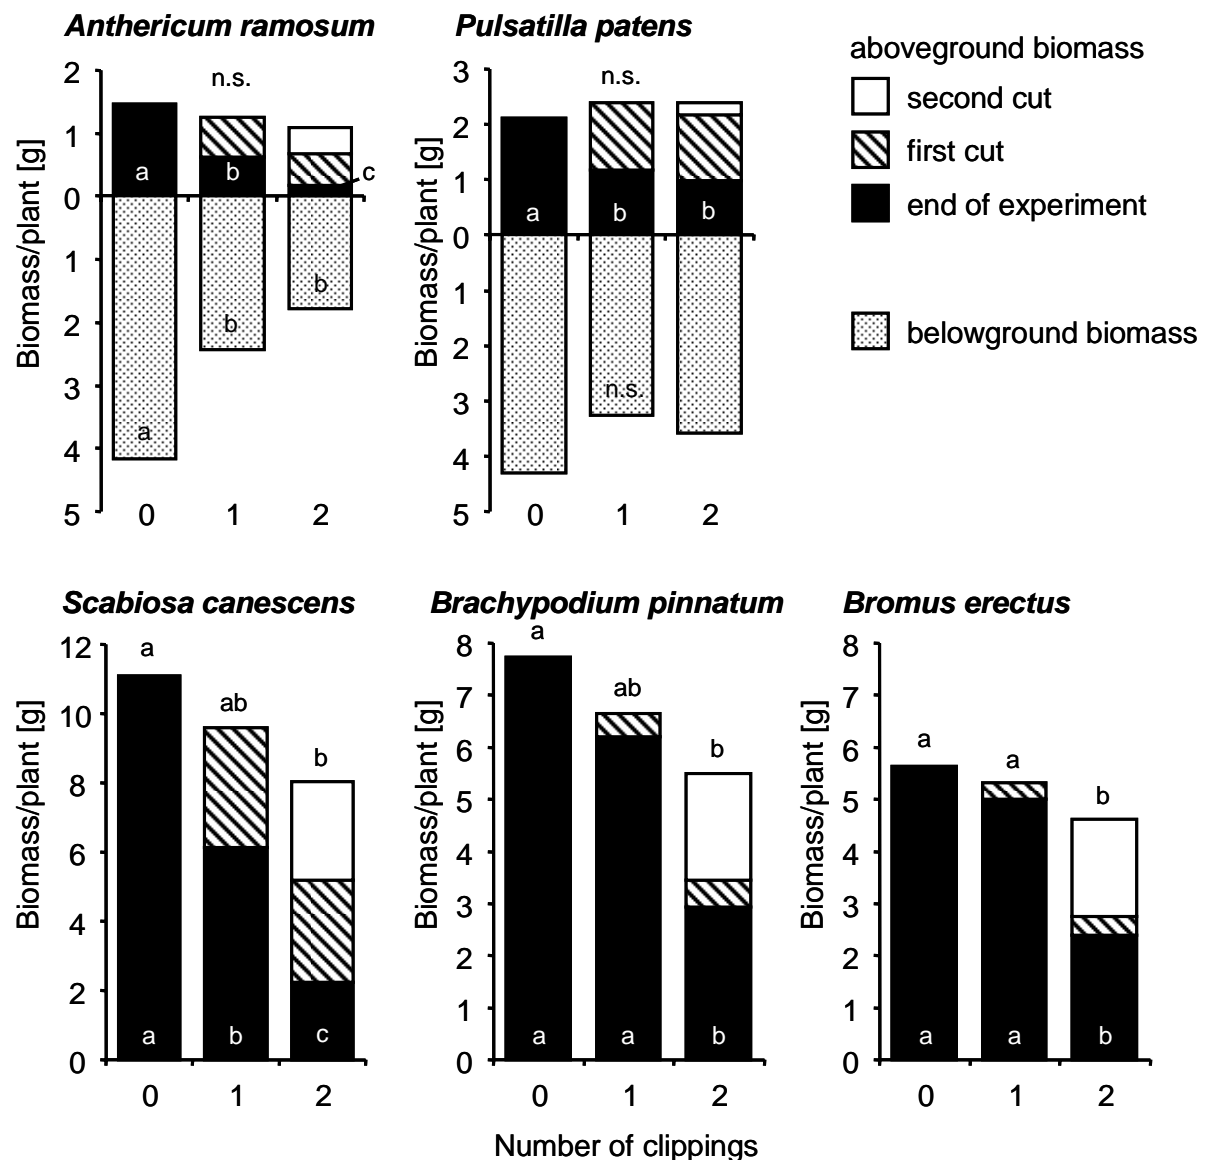 Anthericum ramosum
Pulsatilla patens
aboveground biomass
second cut
first cut
end of experiment
belowground biomass
Biomass/plant [g]
2
1
0
1
2
3
4
5
n.s.
a
b
c
a
b
b
0
1
2
Biomass/plant [g]
3
2
1
0
1
2
3
4
5
n.s.
a
b
b
n.s.
0
1
2
Scabiosa canescens
Brachypodium pinnatum
Bromus erectus
Biomass/plant [g]
12
10
8
6
4
2
0
a
ab
b
a
b
c
0
1
2
Biomass/plant [g]
8
7
6
5
4
3
2
1
0
a
ab
b
a
a
b
0
1
2
Biomass/plant [g]
8
7
6
5
4
3
2
1
0
a
a
b
a
a
b
0
1
2
Number of clippings